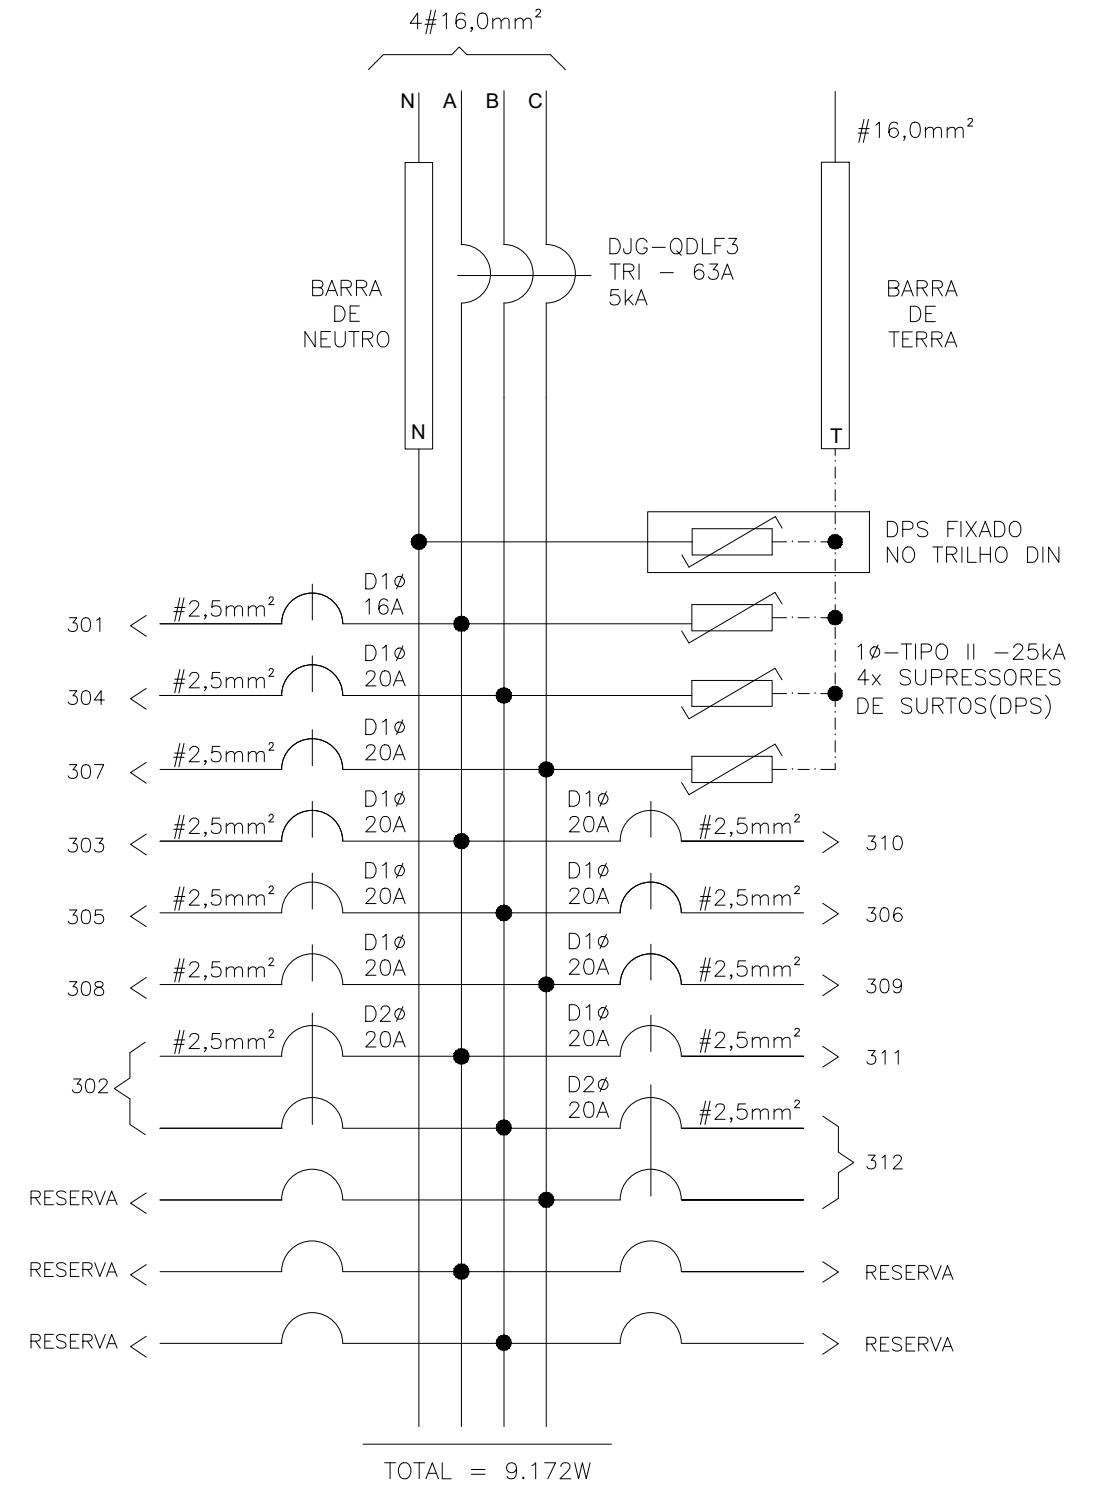 4#16,0mm²
N A B C
#16,0mm²
DJG-QDLF3
TRI - 63A
5kA
BARRA
DE
NEUTRO
BARRA
DE
TERRA
N
T
DPS FIXADO
NO TRILHO DIN
301
#2,5mm²
D1ø
16A
304
#2,5mm²
D1ø
20A
1ø-TIPO II -25kA
4x SUPRESSORES
DE SURTOS(DPS)
307
#2,5mm²
D1ø
20A
303
#2,5mm²
D1ø
20A
D1ø
20A
#2,5mm²
310
305
#2,5mm²
D1ø
20A
D1ø
20A
#2,5mm²
306
308
#2,5mm²
D1ø
20A
D1ø
20A
#2,5mm²
309
302
#2,5mm²
D2ø
20A
D1ø
20A
#2,5mm²
311
D2ø
20A
#2,5mm²
312
RESERVA
RESERVA
RESERVA
RESERVA
RESERVA
TOTAL = 9.172W